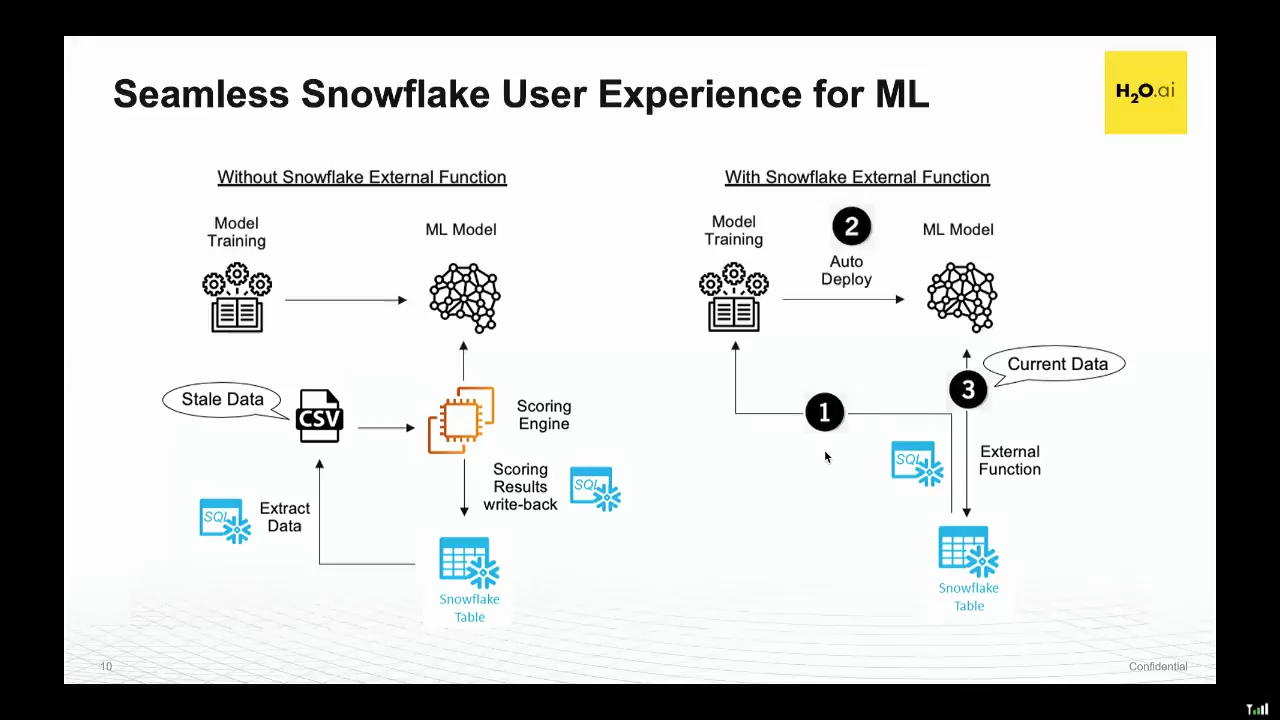 Seamless Snowflake User Experience for ML
H2O.ai
Without Snowflake External Function
Model
Training
ML Model
Stale Data
CSV
Scoring
Engine
Scoring
Results
write-back
SQL
SQL
Extract
Data
Snowflake
Table
With Snowflake External Function
Model
Training
2
Auto
Deploy
ML Model
Current Data
3
1
SQL
External
Function
Snowflake
Table
10
Confidential